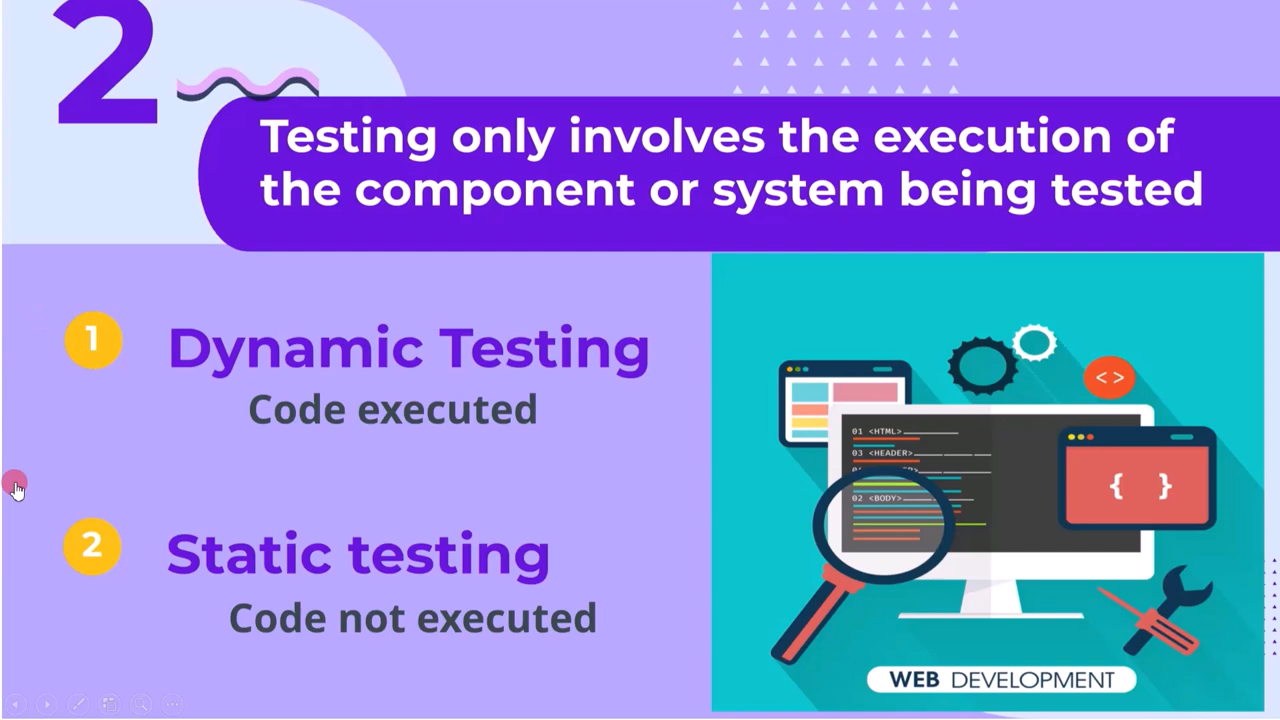 2
Testing only involves the execution of
the component or system being tested
1
Dynamic Testing
Code executed
2
Static testing
Code not executed
01 <HTML>
03 <HEADER>
02 <BODY>
< >
{ }
WEB DEVELOPMENT